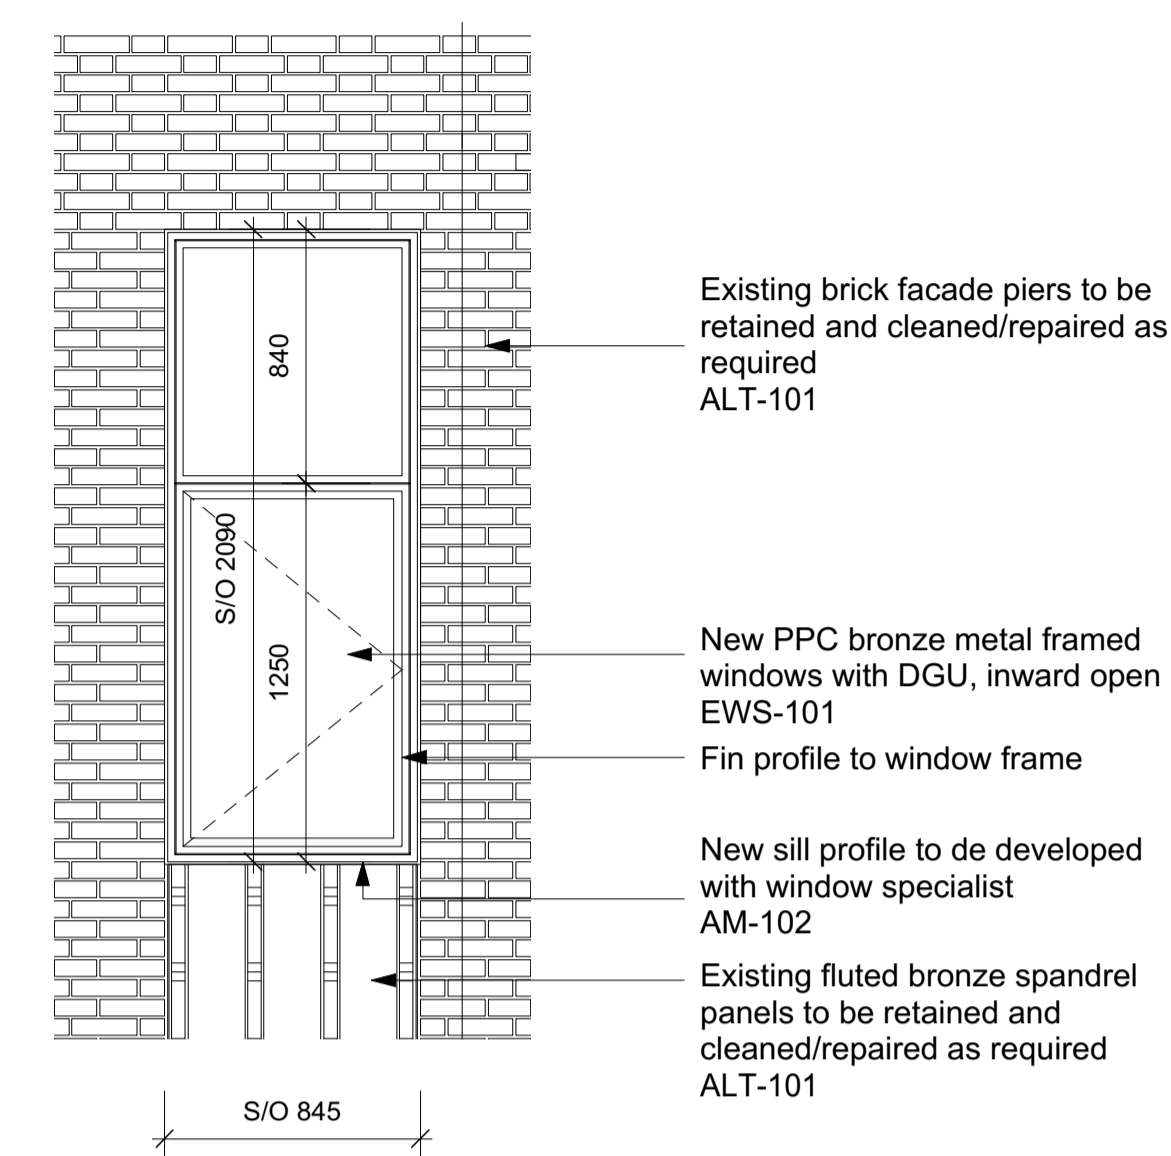 840
S/O 2090
1250
Existing brick facade piers to be
retained and cleaned/repaired as
required
ALT-101
New PPC bronze metal framed
windows with DGU, inward open
EWS-101
Fin profile to window frame
New sill profile to de developed
with window specialist
AM-102
Existing fluted bronze spandrel
panels to be retained and
cleaned/repaired as required
ALT-101
S/O 845